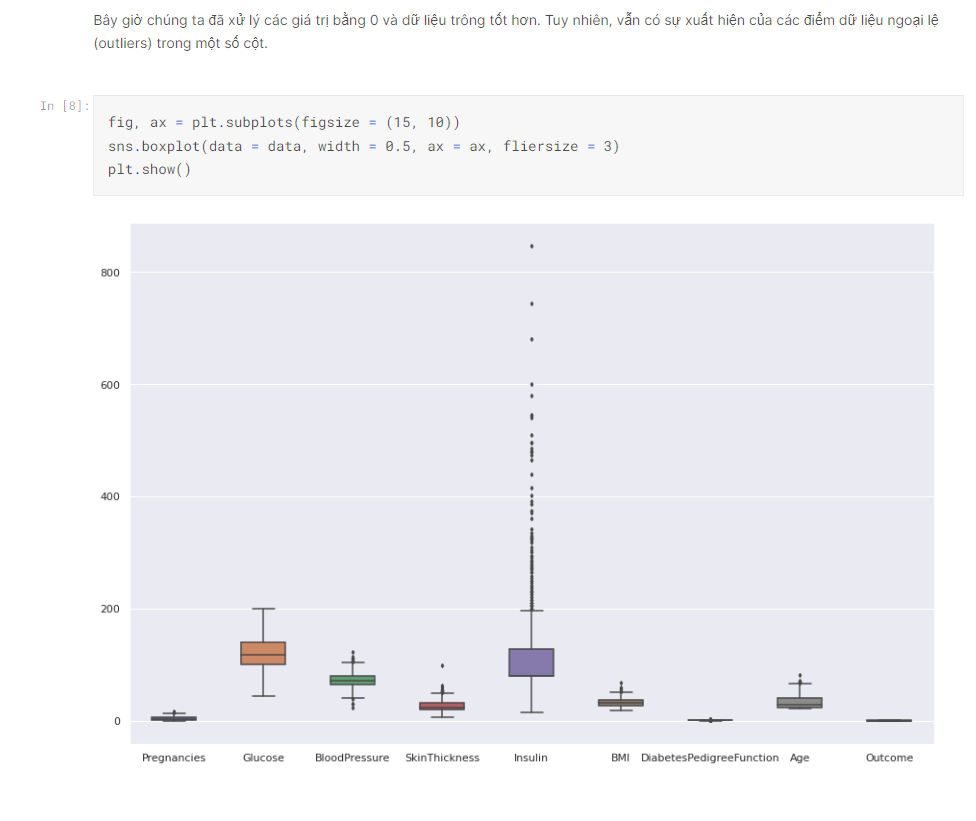 Bây giờ chúng ta đã xử lý các giá trị bằng 0 và dữ liệu trông tốt hơn. Tuy nhiên, vẫn có sự xuất hiện của các điểm dữ liệu ngoại lệ
(outliers) trong một số cột.
In [8]:
fig, ax = plt.subplots(figsize = (15, 10))
sns.boxplot(data = data, width = 0.5, ax = ax, fliersize = 3)
plt.show()
800
600
400
200
0
Pregnancies Glucose BloodPressure SkinThickness Insulin BMI DiabetesPedigreeFunction Age Outcome